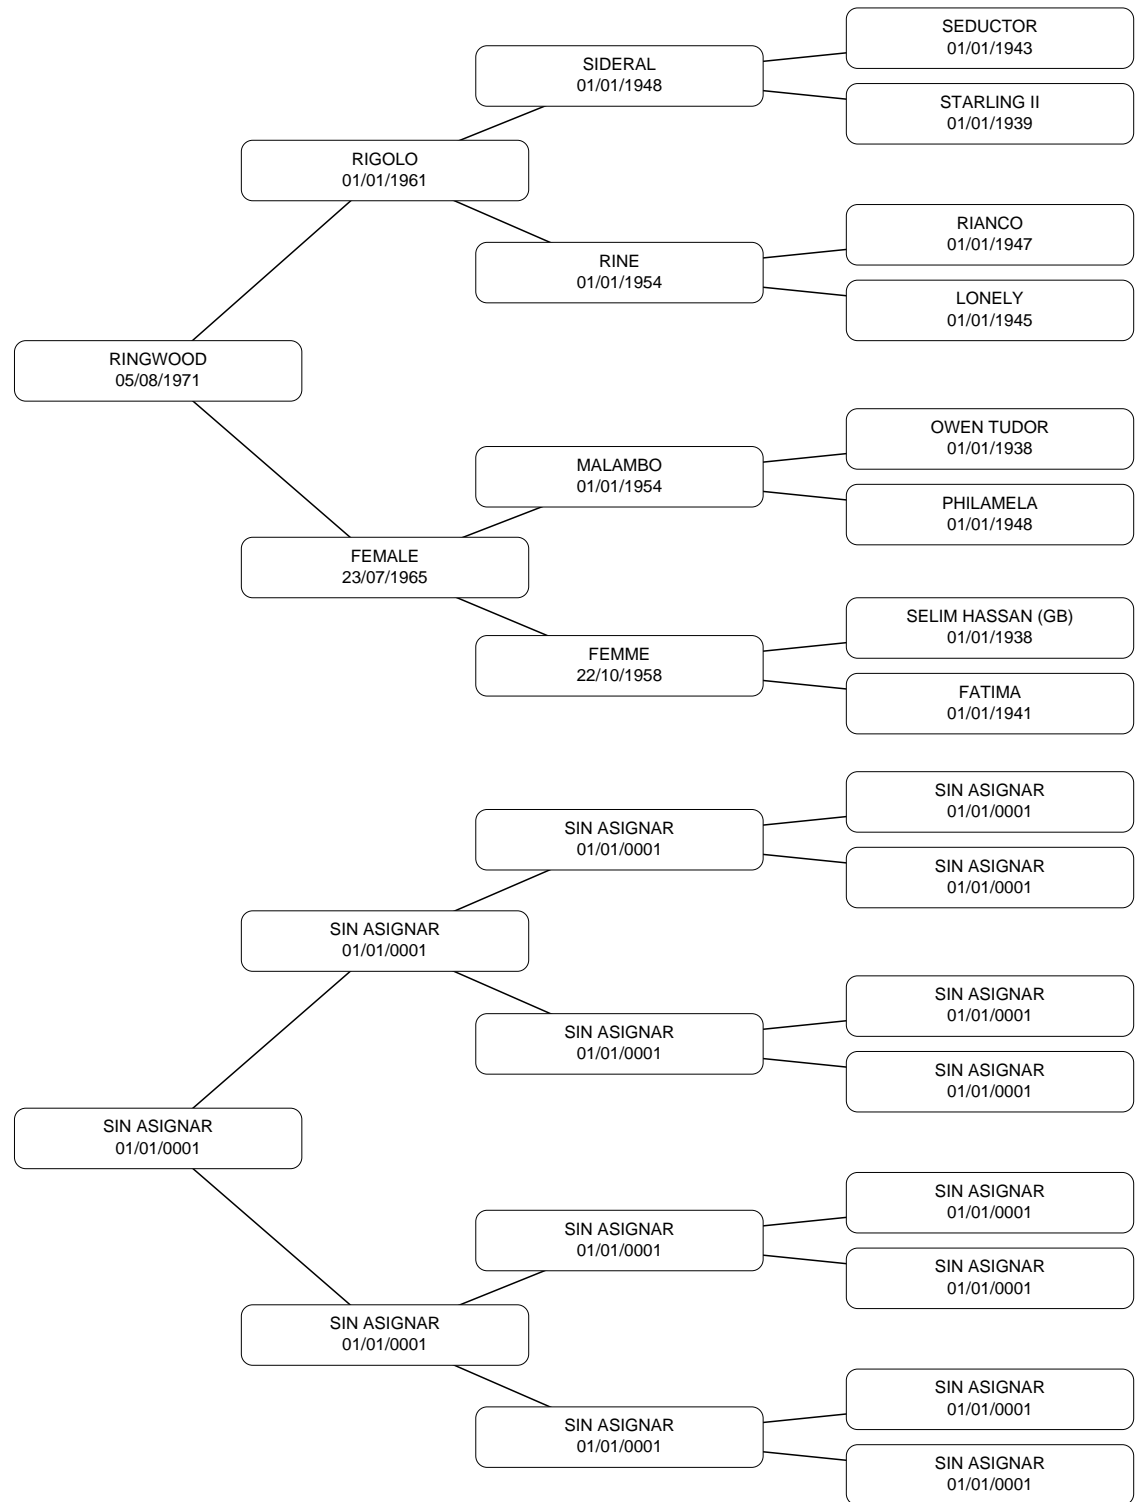 SEDUCTOR
01/01/1943
SIDERAL
01/01/1948
STARLING II
01/01/1939
RIGOLO
01/01/1961
RIANCO
01/01/1947
RINE
01/01/1954
LONELY
01/01/1945
RINGWOOD
05/08/1971
OWEN TUDOR
01/01/1938
MALAMBO
01/01/1954
PHILAMELA
01/01/1948
FEMALE
23/07/1965
SELIM HASSAN (GB)
01/01/1938
FEMME
22/10/1958
FATIMA
01/01/1941
SIN ASIGNAR
01/01/0001
SIN ASIGNAR
01/01/0001
SIN ASIGNAR
01/01/0001
SIN ASIGNAR
01/01/0001
SIN ASIGNAR
01/01/0001
SIN ASIGNAR
01/01/0001
SIN ASIGNAR
01/01/0001
SIN ASIGNAR
01/01/0001
SIN ASIGNAR
01/01/0001
SIN ASIGNAR
01/01/0001
SIN ASIGNAR
01/01/0001
SIN ASIGNAR
01/01/0001
SIN ASIGNAR
01/01/0001
SIN ASIGNAR
01/01/0001
SIN ASIGNAR
01/01/0001